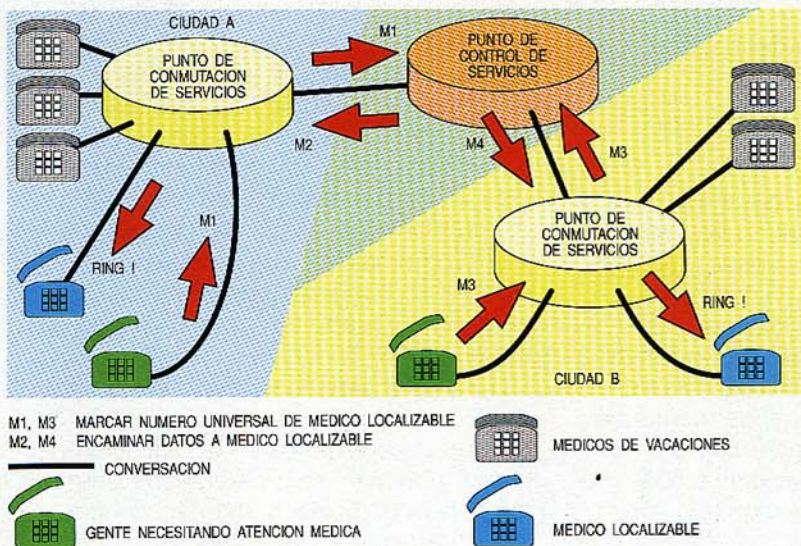 CIUDAD A
PUNTO DE
CONMUTACION
DE SERVICIOS
M1
PUNTO DE
CONTROL DE
SERVICIOS
M2
M4
M3
M1
RING !
PUNTO DE
CONMUTACION
DE SERVICIOS
M3
RING !
CIUDAD B
M1, M3 MARCAR NUMERO UNIVERSAL DE MEDICO LOCALIZABLE
M2, M4 ENCAMINAR DATOS A MEDICO LOCALIZABLE
CONVERSACION
MEDICOS DE VACACIONES
GENTE NECESITANDO ATENCION MEDICA
MEDICO LOCALIZABLE